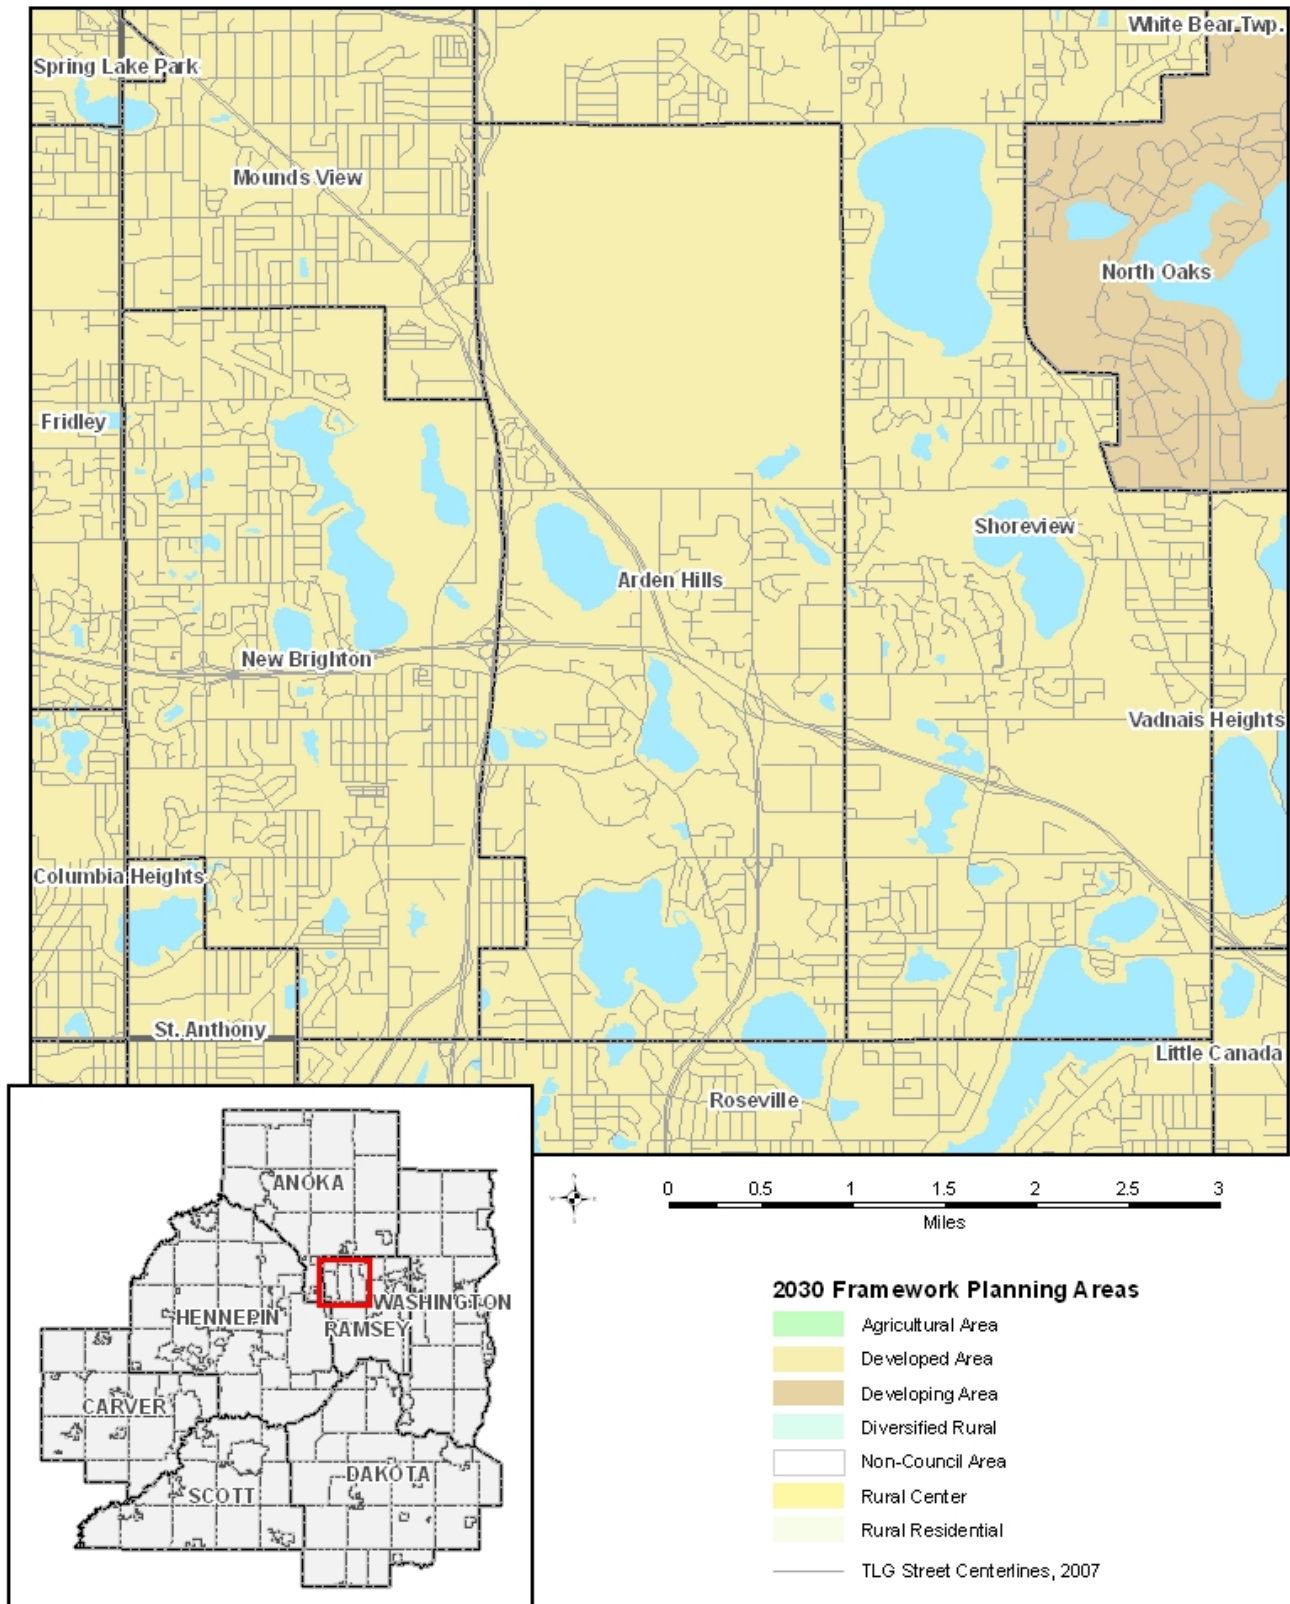 White Bear Twp.
Spring Lake Park
Mounds View
North Oaks
Fridley
Shoreview
Arden Hills
New Brighton
Vadnais Heights
Columbia Heights
St. Anthony
Little Canada
Roseville
ANOKA
HENNEPIN
WASHINGTON
RAMSEY
CARVER
DAKOTA
SCOTT
0 0.5 1 1.5 2 2.5 3
Miles
2030 Framework Planning Areas
Agricultural Area
Developed Area
Developing Area
Diversified Rural
Non-Council Area
Rural Center
Rural Residential
TLG Street Centerlines, 2007